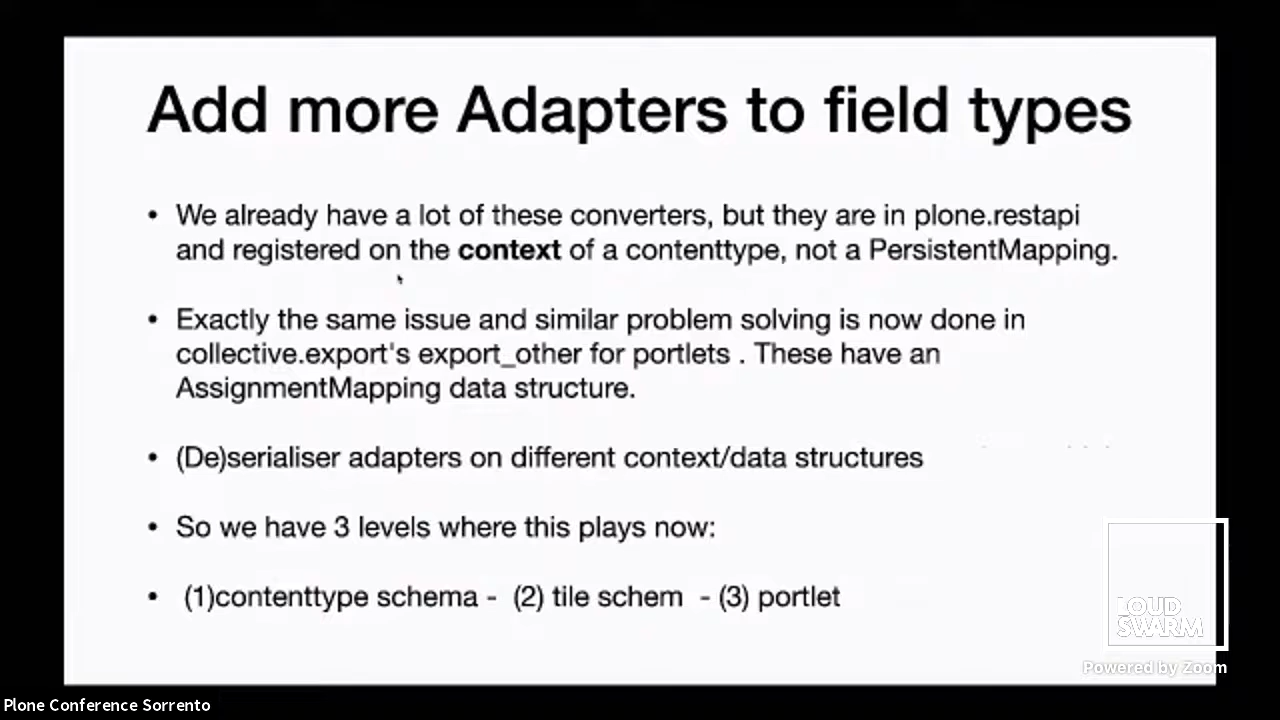 Add more Adapters to field types
• We already have a lot of these converters, but they are in plone.restapi
and registered on the context of a contenttype, not a PersistentMapping.
• Exactly the same issue and similar problem solving is now done in
collective.export's export_other for portlets . These have an
AssignmentMapping data structure.
• (De)serialiser adapters on different context/data structures
• So we have 3 levels where this plays now:
• (1)contenttype schema - (2) tile schem - (3) portlet
LOUD
SWARM
Powered by Zoom
Plone Conference Sorrento